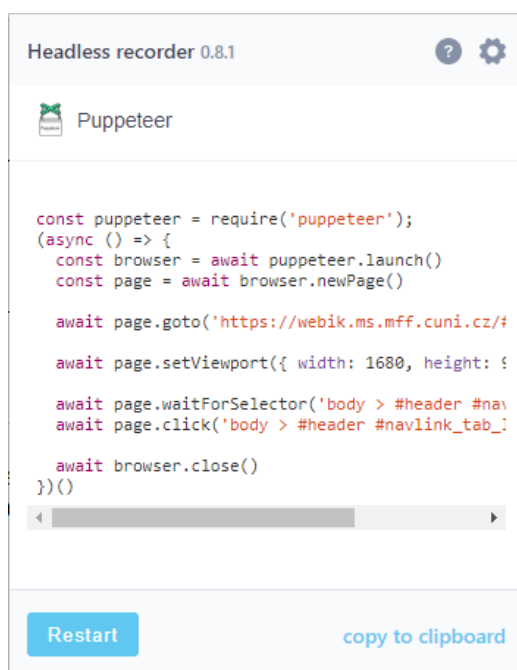 Headless recorder 0.8.1
?
Puppeteer
const puppeteer = require('puppeteer');
(async () => {
  const browser = await puppeteer.launch()
  const page = await browser.newPage()
  await page.goto('https://webik.ms.mff.cuni.cz/#
  await page.setViewport({ width: 1680, height: 9
  await page.waitForSelector('body > #header #nav
  await page.click('body > #header #navlink_tab_
  await browser.close()
})()
Restart
copy to clipboard